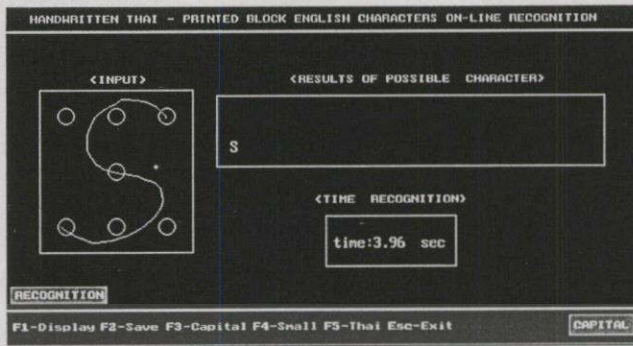 HANDWRITTEN THAI - PRINTED BLOCK ENGLISH CHARACTERS ON-LINE RECOGNITION
<INPUT>
<RESULTS OF POSSIBLE CHARACTER>
S
<TIME RECOGNITION>
time:3.96 sec
RECOGNITION
F1-Display F2-Save F3-Capital F4-Small F5-Thai Esc-Exit
CAPITAL